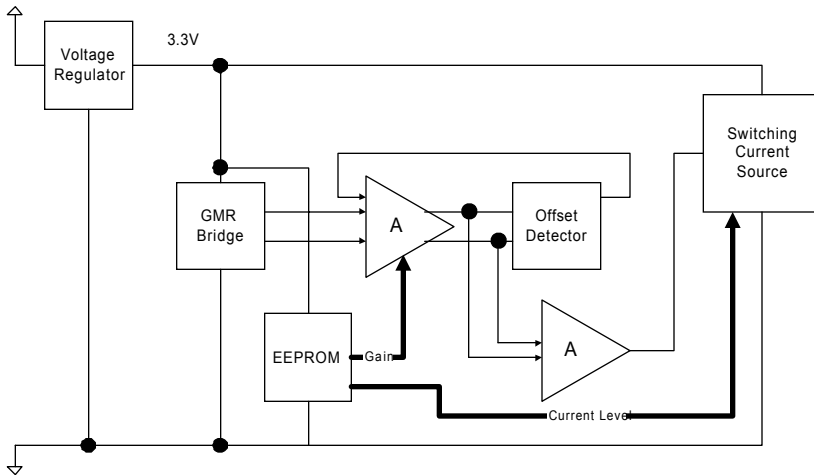 3.3V
Voltage
Regulator
Switching
Current
Source
GMR
Bridge
A
Offset
Detector
EEPROM
Gain
A
Current Level